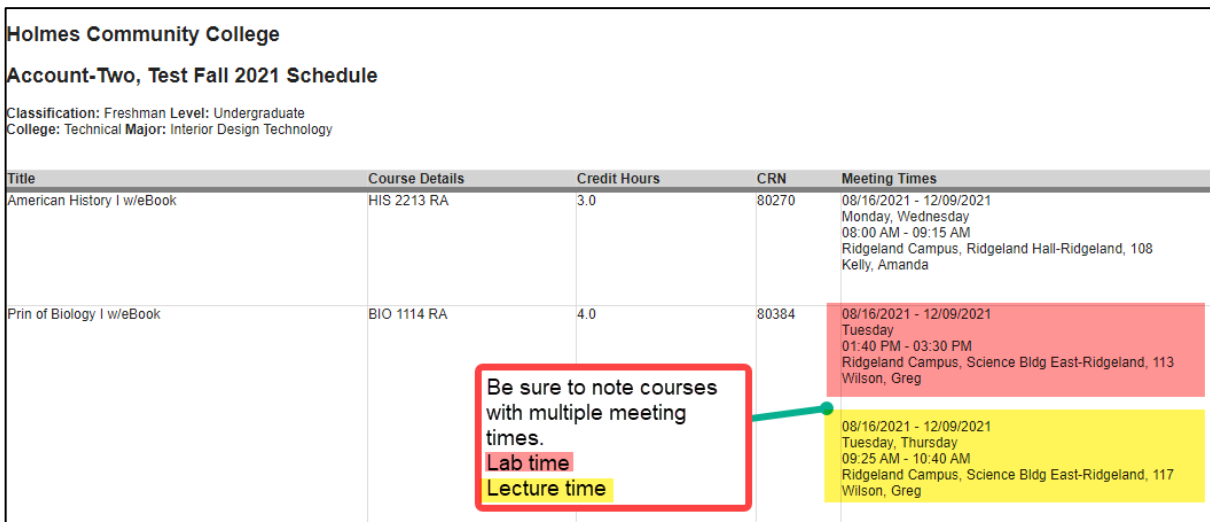 Holmes Community College
Account-Two, Test Fall 2021 Schedule
Classification: Freshman Level: Undergraduate
College: Technical Major: Interior Design Technology
Title Course Details Credit Hours CRN Meeting Times
American History I w/eBook HIS 2213 RA 3.0 80270 08/16/2021 - 12/09/2021
Monday, Wednesday
08:00 AM - 09:15 AM
Ridgeland Campus, Ridgeland Hall-Ridgeland, 108
Kelly, Amanda
Prin of Biology I w/eBook BIO 1114 RA 4.0 80384 08/16/2021 - 12/09/2021
Tuesday
01:40 PM - 03:30 PM
Ridgeland Campus, Science Bldg East-Ridgeland, 113
Wilson, Greg
08/16/2021 - 12/09/2021
Tuesday, Thursday
09:25 AM - 10:40 AM
Ridgeland Campus, Science Bldg East-Ridgeland, 117
Wilson, Greg
Be sure to note courses
with multiple meeting
times.
Lab time
Lecture time